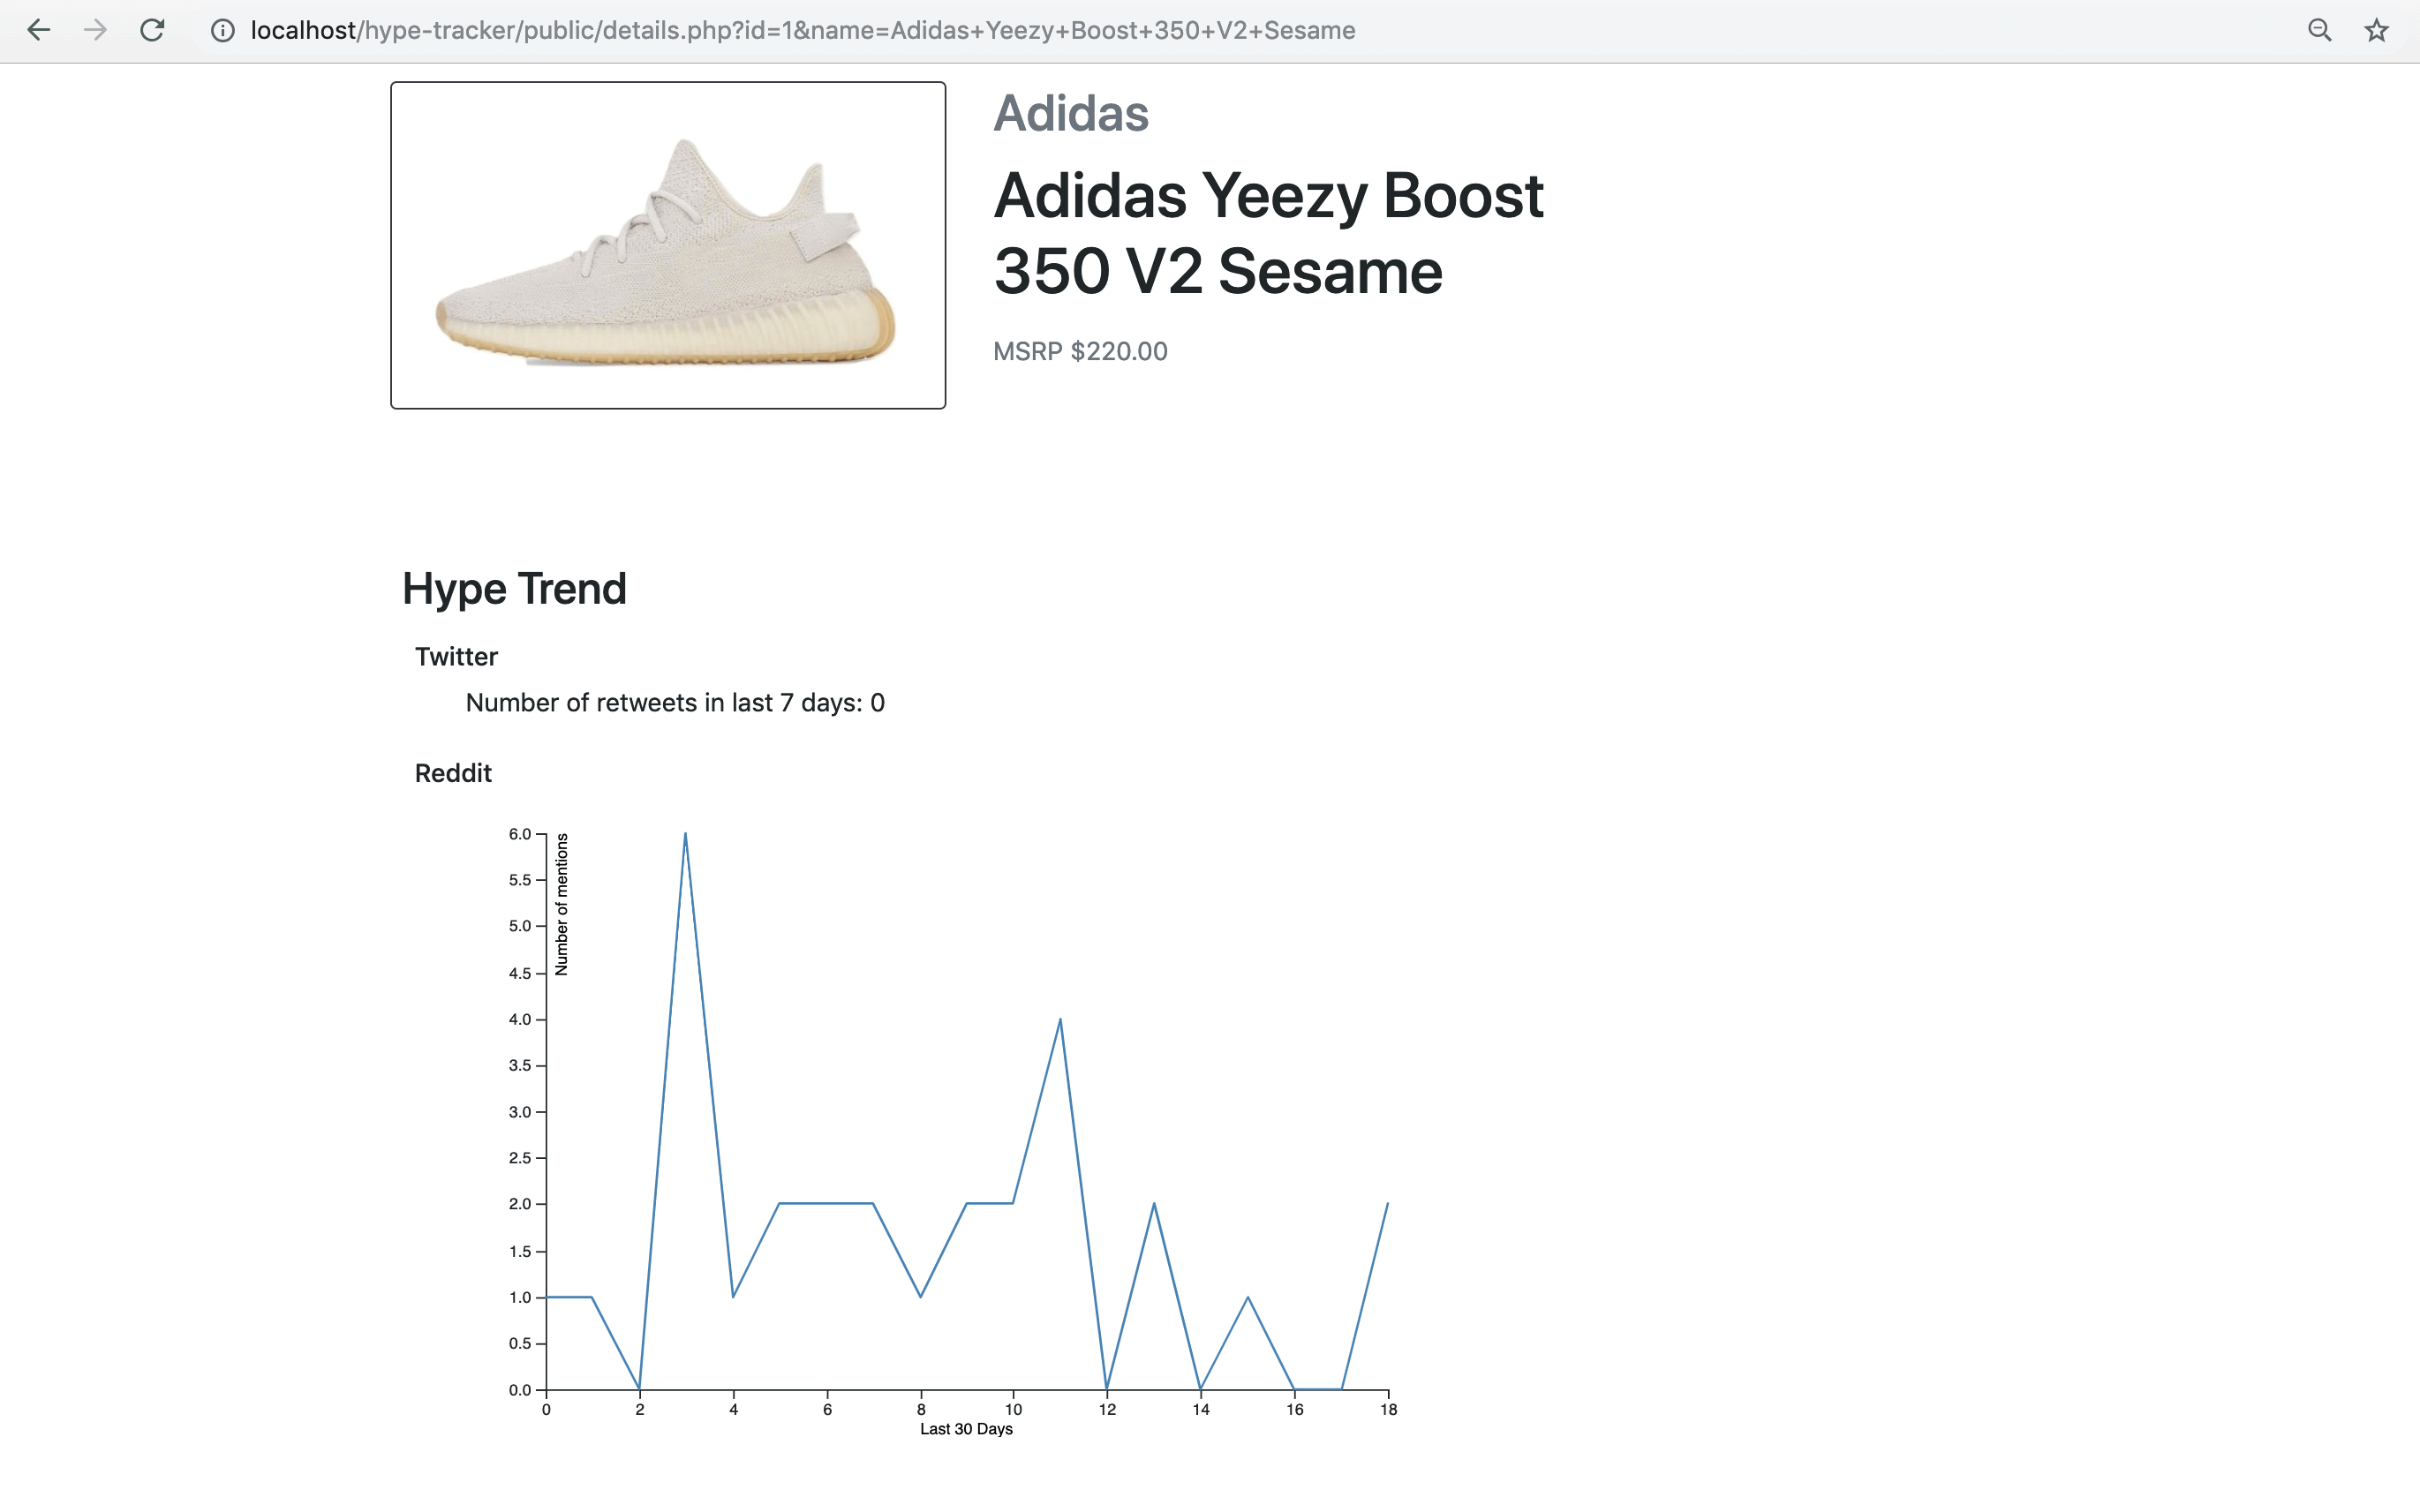 localhost/hype-tracker/public/details.php?id=1&name=Adidas+Yeezy+Boost+350+V2+Sesame
Adidas
Adidas Yeezy Boost
350 V2 Sesame
MSRP $220.00
Hype Trend
Twitter
Number of retweets in last 7 days: 0
Reddit
Number of mentions
6.0
5.5
5.0
4.5
4.0
3.5
3.0
2.5
2.0
1.5
1.0
0.5
0.0
0 2 4 6 8 10 12 14 16 18
Last 30 Days